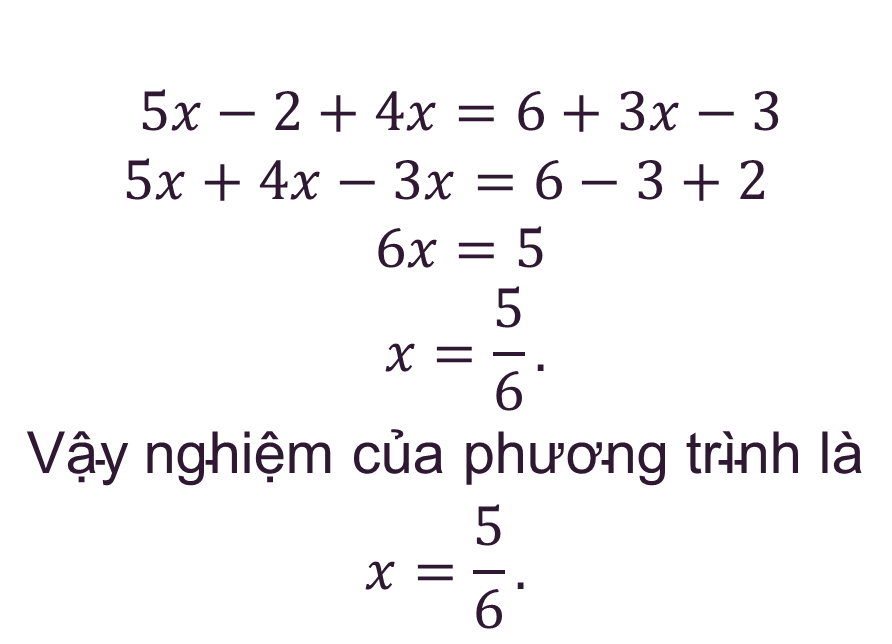 5x − 2 + 4x = 6 + 3x − 3
5x + 4x − 3x = 6 − 3 + 2
6x = 5
x = 5/6.
Vậy nghiệm của phương trình là
x = 5/6.